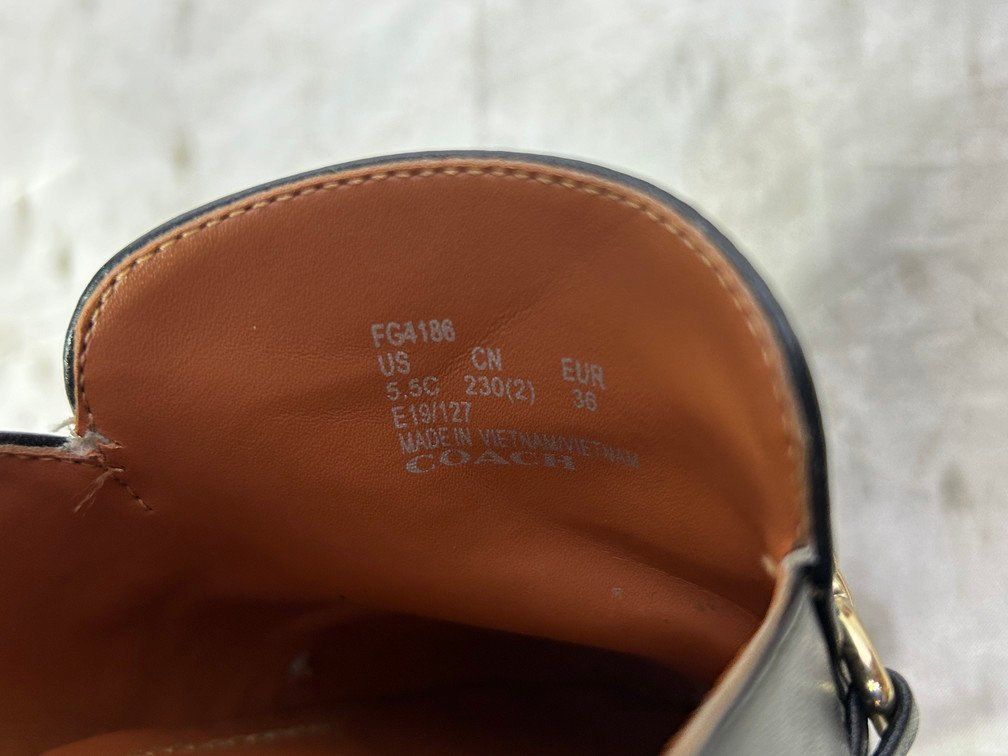 FG4186
US CN EUR
5.5C 230(2) 36
E19/127
MADE IN VIETNAM/VIETNAM
COACH